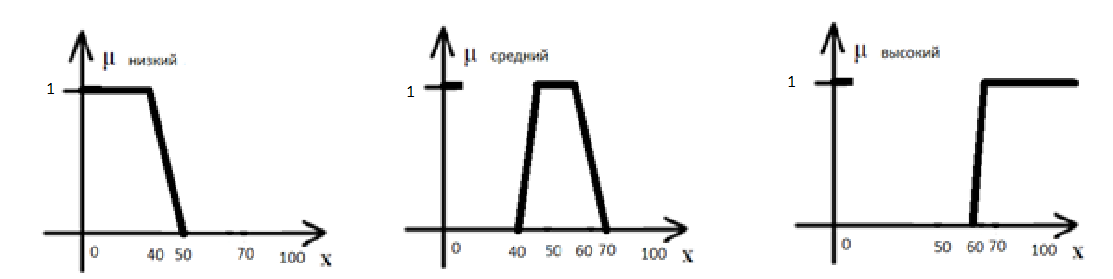 μ низкий
1
0 40 50 70 100 x
μ средний
1
0 40 50 60 70 100 x
μ высокий
1
0 50 60 70 100 x